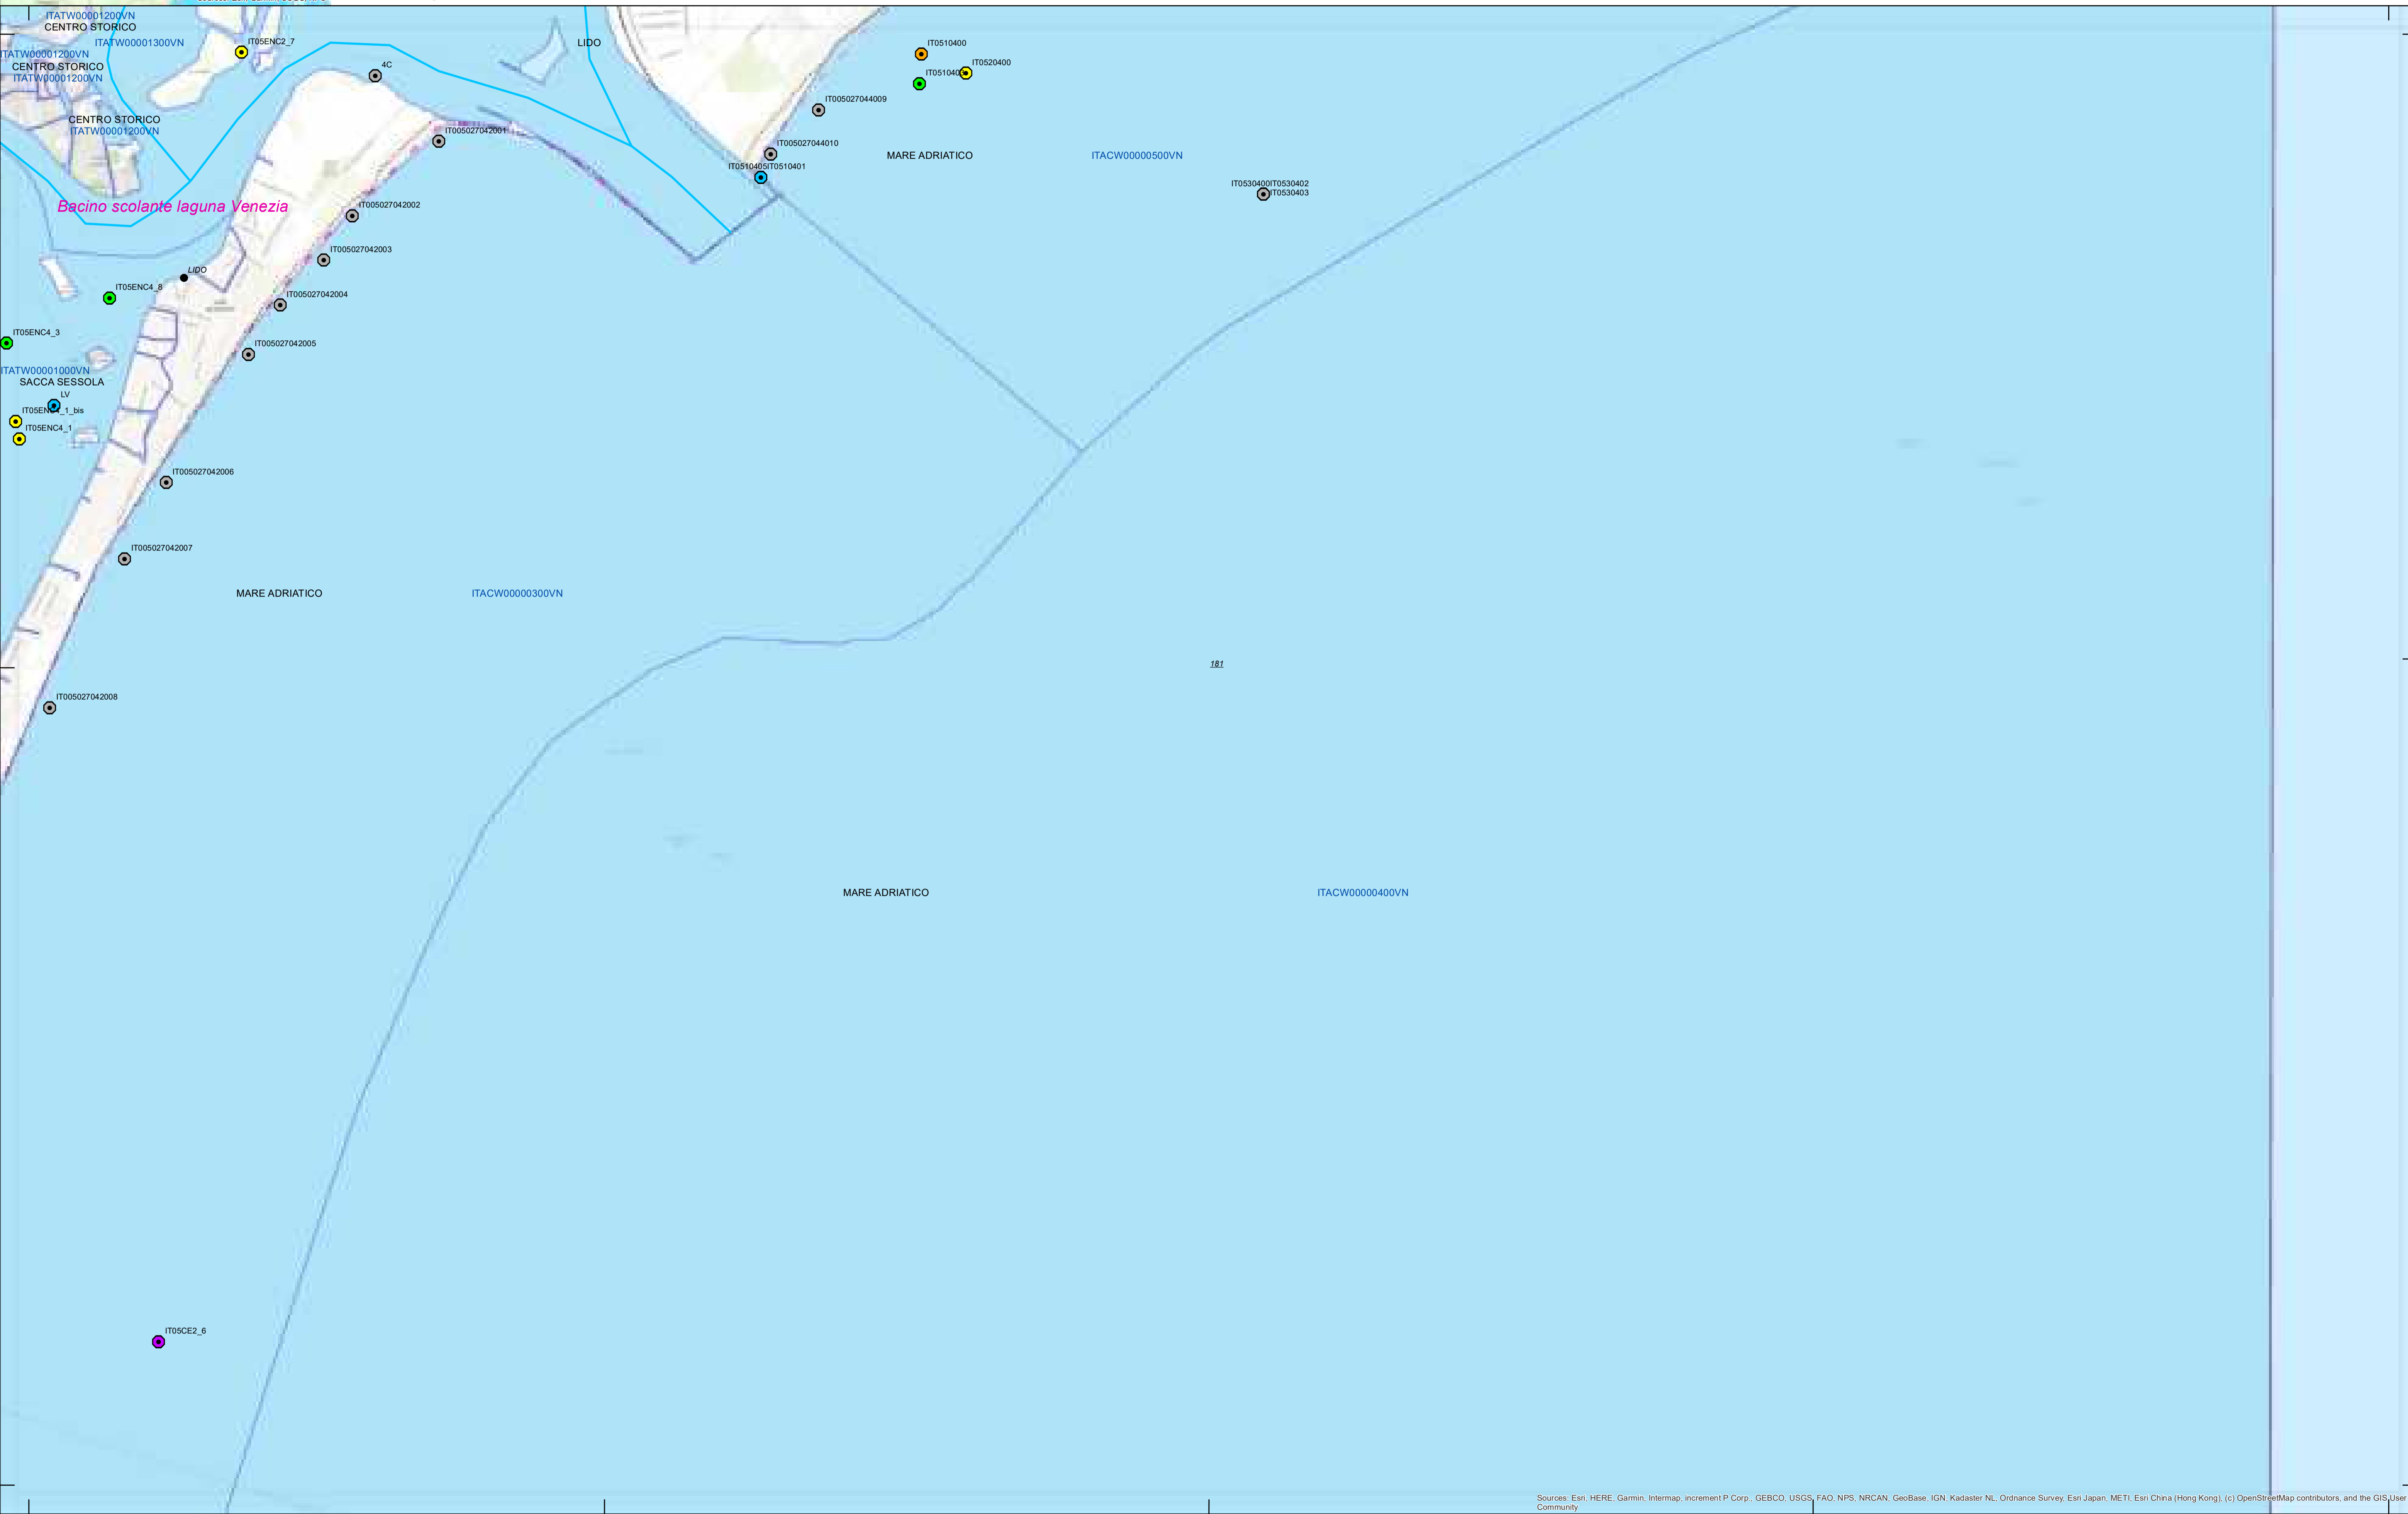 ITATW00001200VN
CENTRO STORICO
ITATW00001300VN
IT05ENC2_7
LIDO
IT0510400
ITATW00001200VN
CENTRO STORICO
ITATW00001200VN
4C
IT0520400
IT005027044009
CENTRO STORICO
ITATW00001200VN
IT005027042001
IT005027044010
MARE ADRIATICO
ITACW00000500VN
IT0510405IT0510401
IT0530400IT0530402
IT0530403
Bacino scolante laguna Venezia
IT005027042002
IT005027042003
LIDO
IT05ENC4_8
IT005027042004
IT05ENC4_3
IT005027042005
ITATW00001000VN
SACCA SESSOLA
LV
IT05ENC4_1_bis
IT05ENC4_1
IT005027042006
IT005027042007
MARE ADRIATICO
ITACW00000300VN
181
IT005027042008
MARE ADRIATICO
ITACW00000400VN
IT05CE2_6
Sources: Esri, HERE, Garmin, Intermap, increment P Corp., GEBCO, USGS, FAO, NPS, NRCAN, GeoBase, IGN, Kadaster NL, Ordnance Survey, Esri Japan, METI, Esri China (Hong Kong), (c) OpenStreetMap contributors, and the GIS User
Community